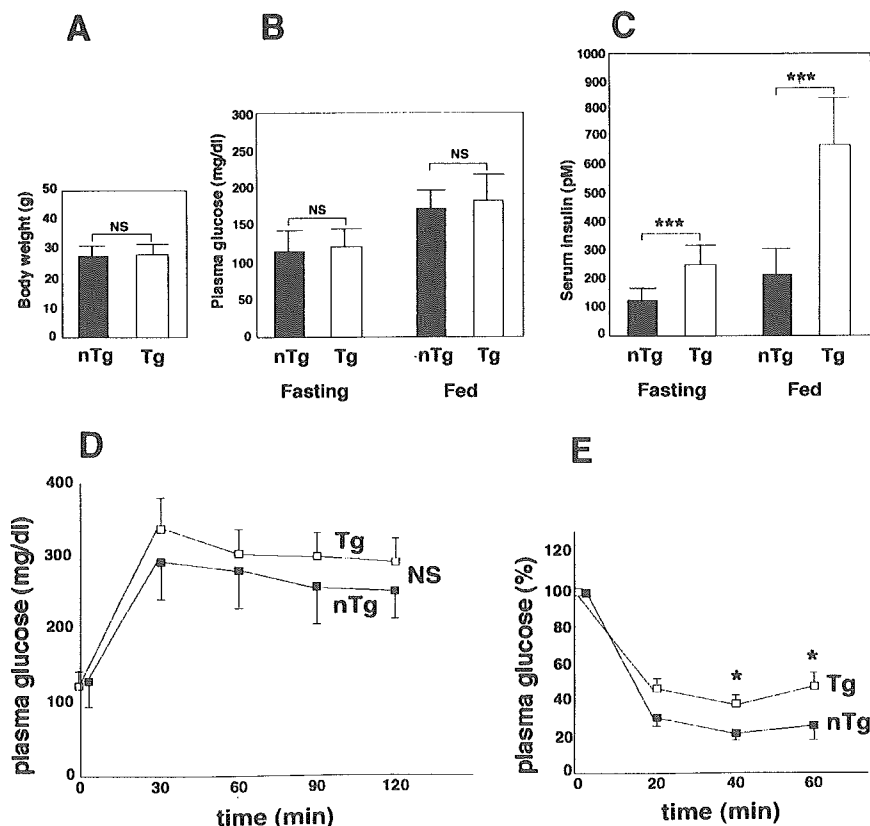 A
B
C
Body weight (g)
50
40
30
20
10
0
NS
nTg
Tg
Plasma glucose (mg/dl)
300
250
200
150
100
50
0
NS
NS
nTg
Tg
nTg
Tg
Fasting
Fed
Serum insulin (pM)
1000
900
800
700
600
500
400
300
200
100
0
***
***
nTg
Tg
nTg
Tg
Fasting
Fed
D
plasma glucose (mg/dl)
400
300
200
100
0
Tg
NS
nTg
0
30
60
90
120
time (min)
E
plasma glucose (%)
120
100
80
60
40
20
0
*
*
Tg
nTg
0
20
40
60
time (min)